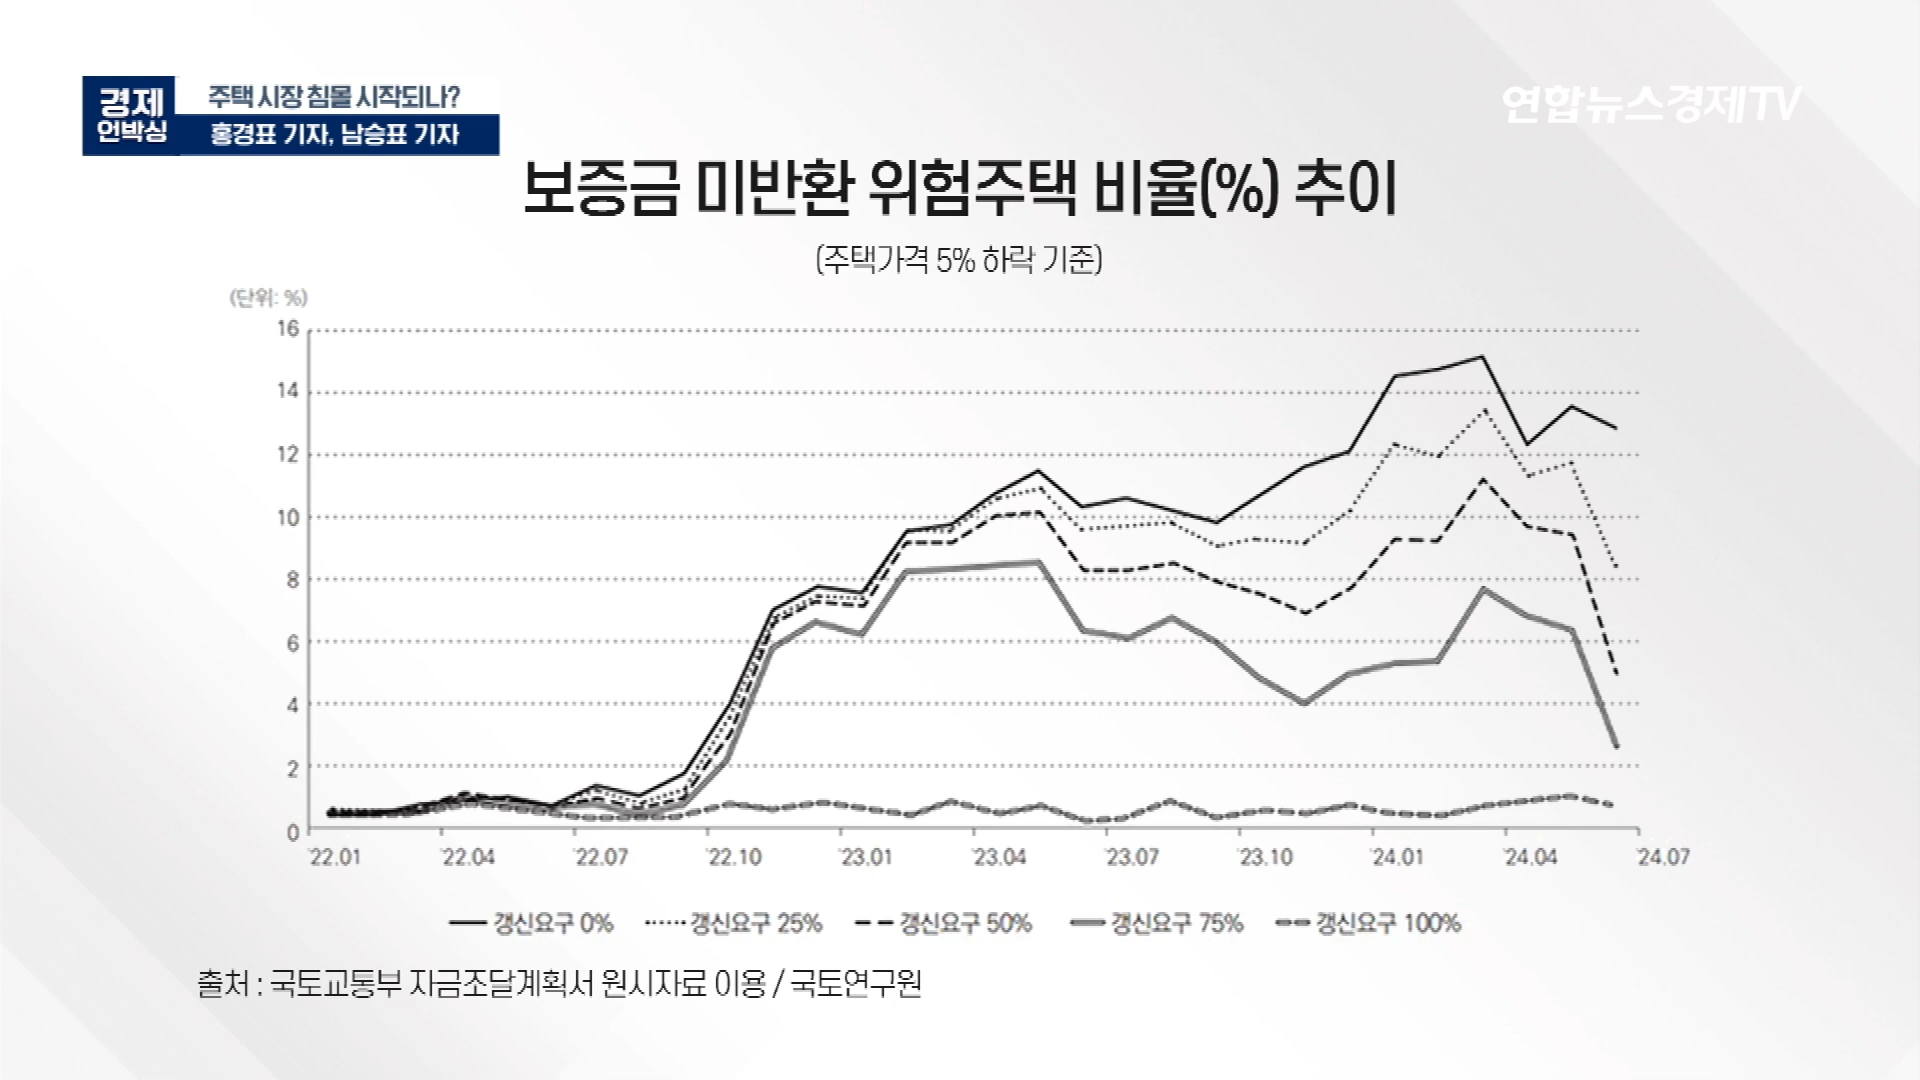 경제
언박싱
주택 시장 침몰 시작되나?
홍경표 기자, 남승표 기자
연합뉴스경제TV
보증금 미반환 위험주택 비율(%) 추이
(주택가격 5% 하락 기준)
(단위: %)
16
14
12
10
8
6
4
2
0
'22.01 '22.04 '22.07 '22.10 '23.01 '23.04 '23.07 '23.10 '24.01 '24.04 '24.07
갱신요구 0% 갱신요구 25% 갱신요구 50% 갱신요구 75% 갱신요구 100%
출처 : 국토교통부 자금조달계획서 원시자료 이용 / 국토연구원